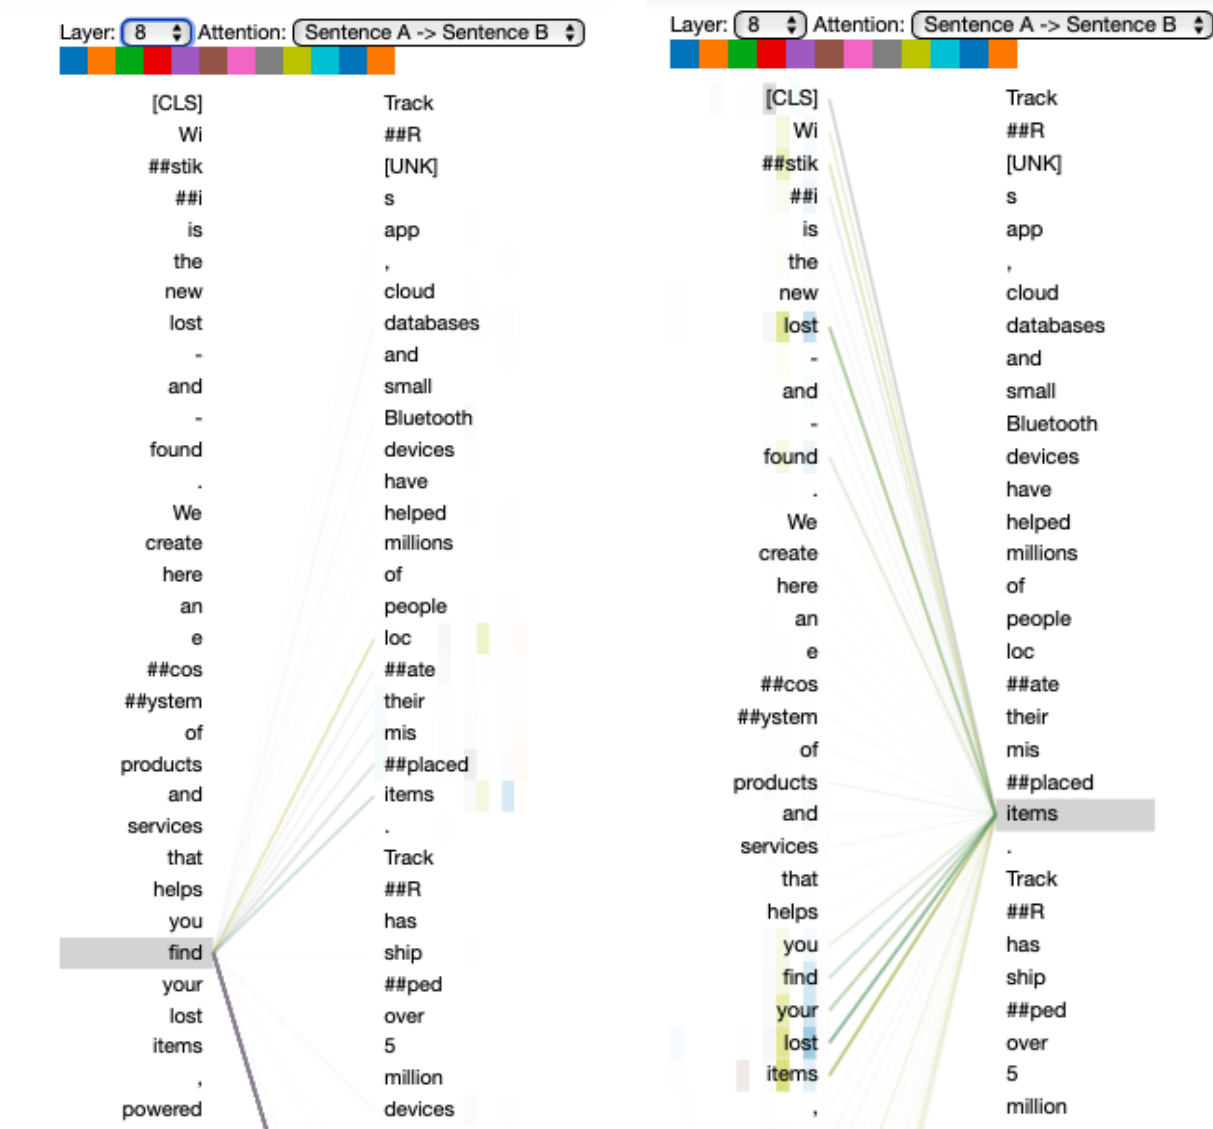 Layer: 8 Attention: Sentence A -> Sentence B
[CLS] Track
Wi ##R
##stik [UNK]
##i s
is app
the ,
new cloud
lost databases
- and
and small
- Bluetooth
found devices
. have
We helped
create millions
here of
an people
e loc
##cos ##ate
##ystem their
of mis
products ##placed
and items
services .
that Track
helps ##R
you has
find ship
your ##ped
lost over
items 5
, million
powered devices
Layer: 8 Attention: Sentence A -> Sentence B
[CLS] Track
Wi ##R
##stik [UNK]
##i s
is app
the ,
new cloud
lost databases
- and
and small
- Bluetooth
found devices
. have
We helped
create millions
here of
an people
e loc
##cos ##ate
##ystem their
of mis
products ##placed
and items
services .
that Track
helps ##R
you has
find ship
your ##ped
lost over
items 5
, million